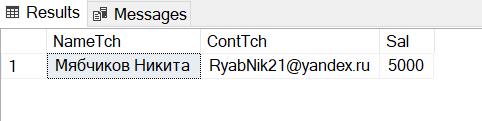 Results Messages
NameTch ContTch Sal
1 Мябчиков Никита RyabNik21@yandex.ru 5000